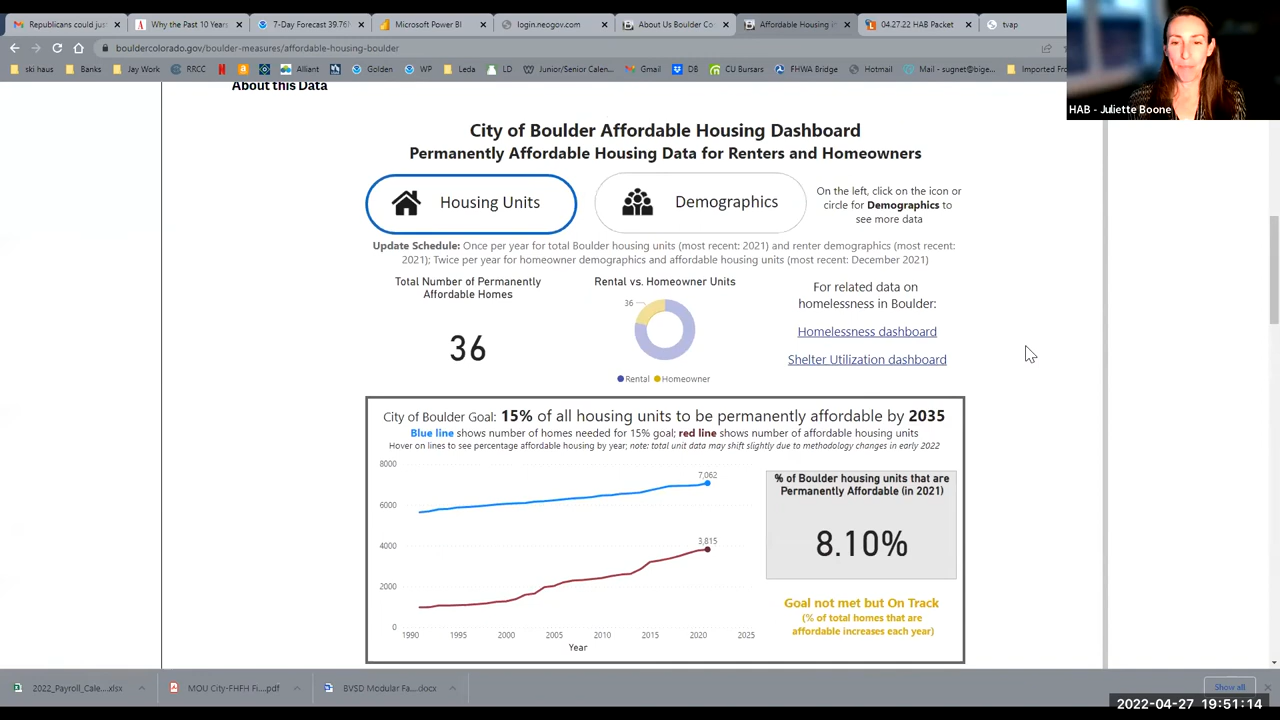 Republicans could just
Why the Past 10 Years
7-Day Forecast 39.76
Microsoft Power BI
login.neogov.com
About Us Boulder Co
Affordable Housing i
04.27.22 HAB Packet
tvap
bouldercolorado.gov/boulder-measures/affordable-housing-boulder
ski haus
Banks
Jay Work
RRCC
Alliant
Golden
WP
Leda
LD
Junior/Senior Calen...
Gmail
DB
CU Bursars
FHWA Bridge
Hotmail
Mail - sugnet@bige...
Imported Fro
HAB - Juliette Boone
About this Data
City of Boulder Affordable Housing Dashboard
Permanently Affordable Housing Data for Renters and Homeowners
Housing Units
Demographics
On the left, click on the icon or
circle for Demographics to
see more data
Update Schedule: Once per year for total Boulder housing units (most recent: 2021) and renter demographics (most recent:
2021); Twice per year for homeowner demographics and affordable housing units (most recent: December 2021)
Total Number of Permanently
Affordable Homes
36
Rental vs. Homeowner Units
36
Rental Homeowner
For related data on
homelessness in Boulder:
Homelessness dashboard
Shelter Utilization dashboard
City of Boulder Goal: 15% of all housing units to be permanently affordable by 2035
Blue line shows number of homes needed for 15% goal; red line shows number of affordable housing units
Hover on lines to see percentage affordable housing by year; note: total unit data may shift slightly due to methodology changes in early 2022
8000
6000
4000
2000
0
7,062
3,815
1990 1995 2000 2005 2010 2015 2020 2025
Year
% of Boulder housing units that are
Permanently Affordable (in 2021)
8.10%
Goal not met but On Track
(% of total homes that are
affordable increases each year)
2022_Payroll_Cale....xlsx
MOU City-FHFH Fi....pdf
BVSD Modular Fa....docx
Show all
2022-04-27 19:51:14